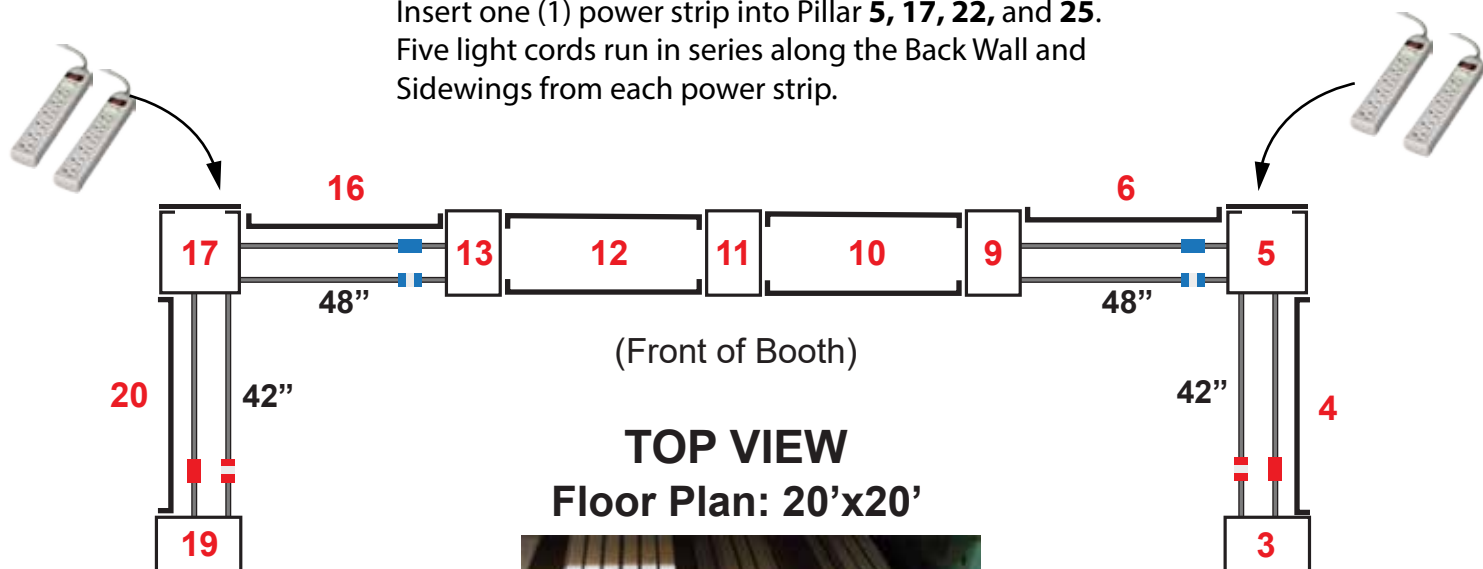 Insert one (1) power strip into Pillar 5, 17, 22, and 25.
Five light cords run in series along the Back Wall and
Sidewings from each power strip.
16
6
17
13
12
11
10
9
5
48”
48”
(Front of Booth)
20
42”
42”
4
TOP VIEW
Floor Plan: 20’x20’
19
3